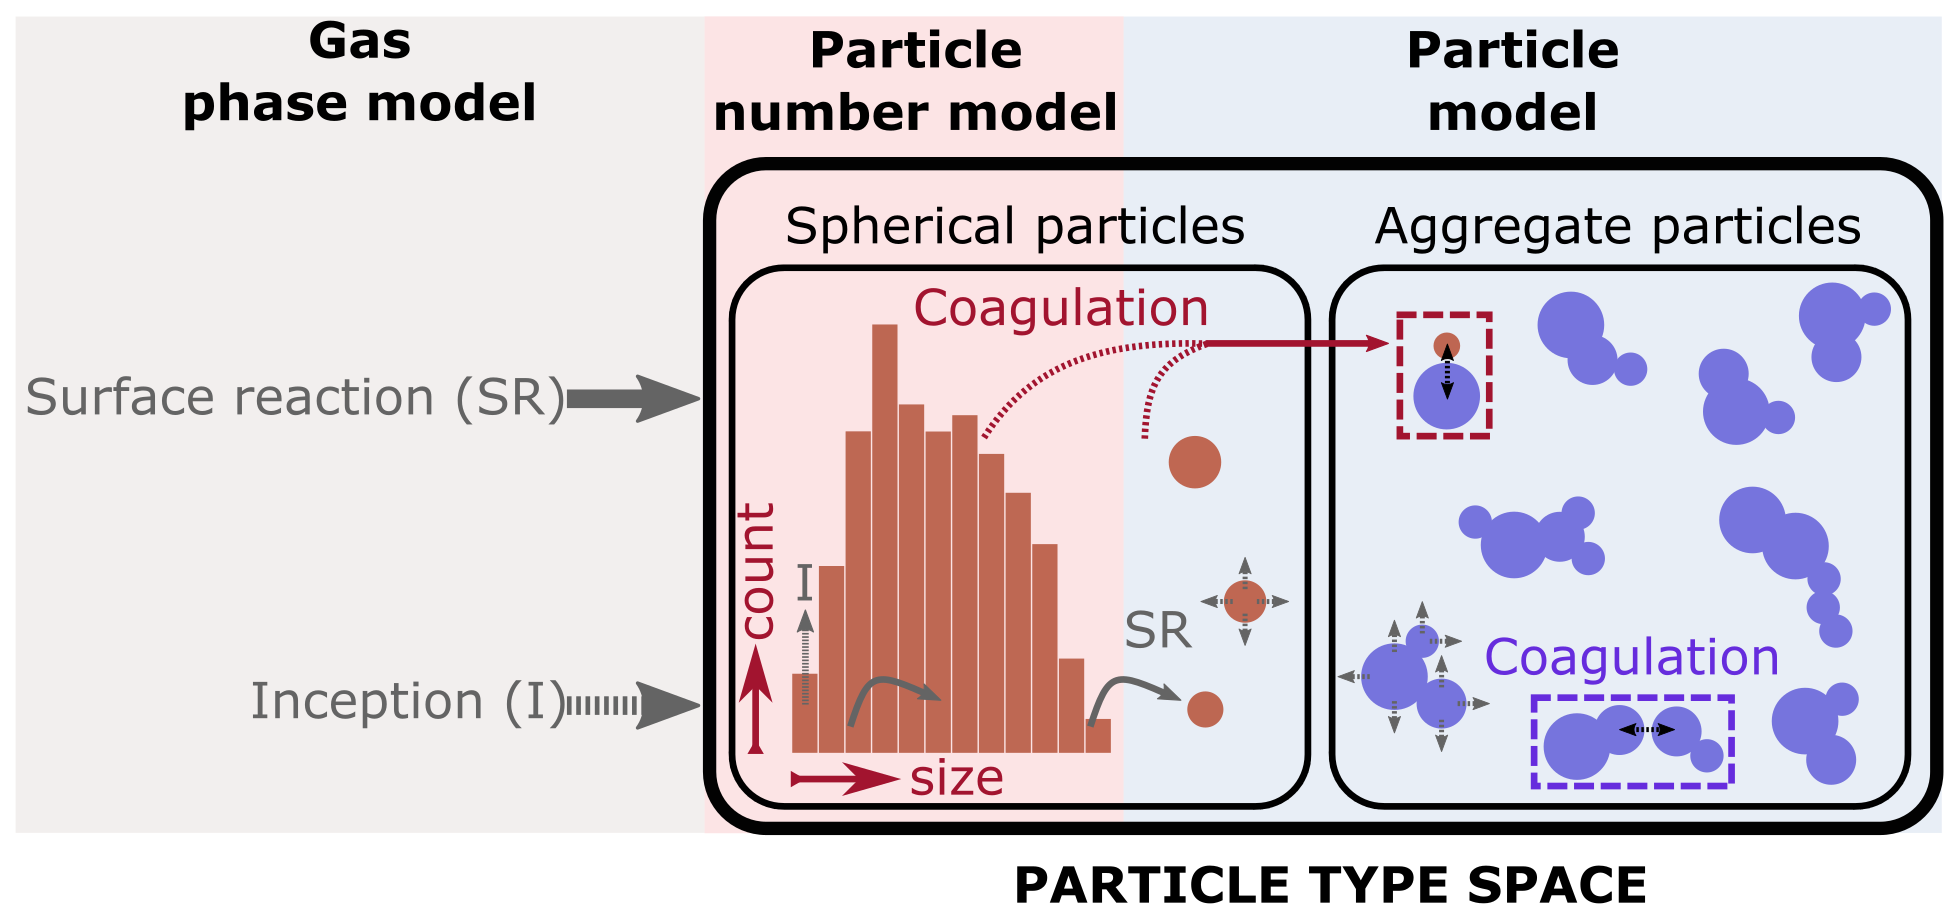 Gas
phase model
Particle
number model
Particle
model
Spherical particles
Aggregate particles
Coagulation
Surface reaction (SR)
count
I
SR
Coagulation
Inception (I)
size
PARTICLE TYPE SPACE